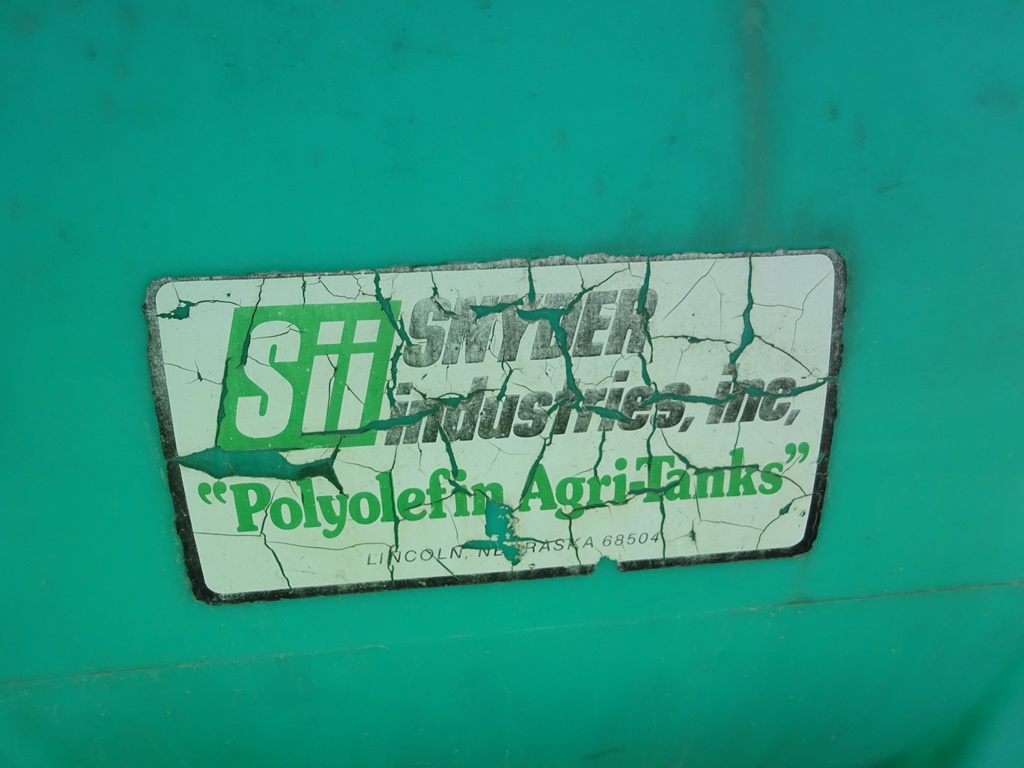 Sii
SNYDER
industries, inc,
“Polyolefin Agri-Tanks”
LINCOLN, NEBRASKA 68504